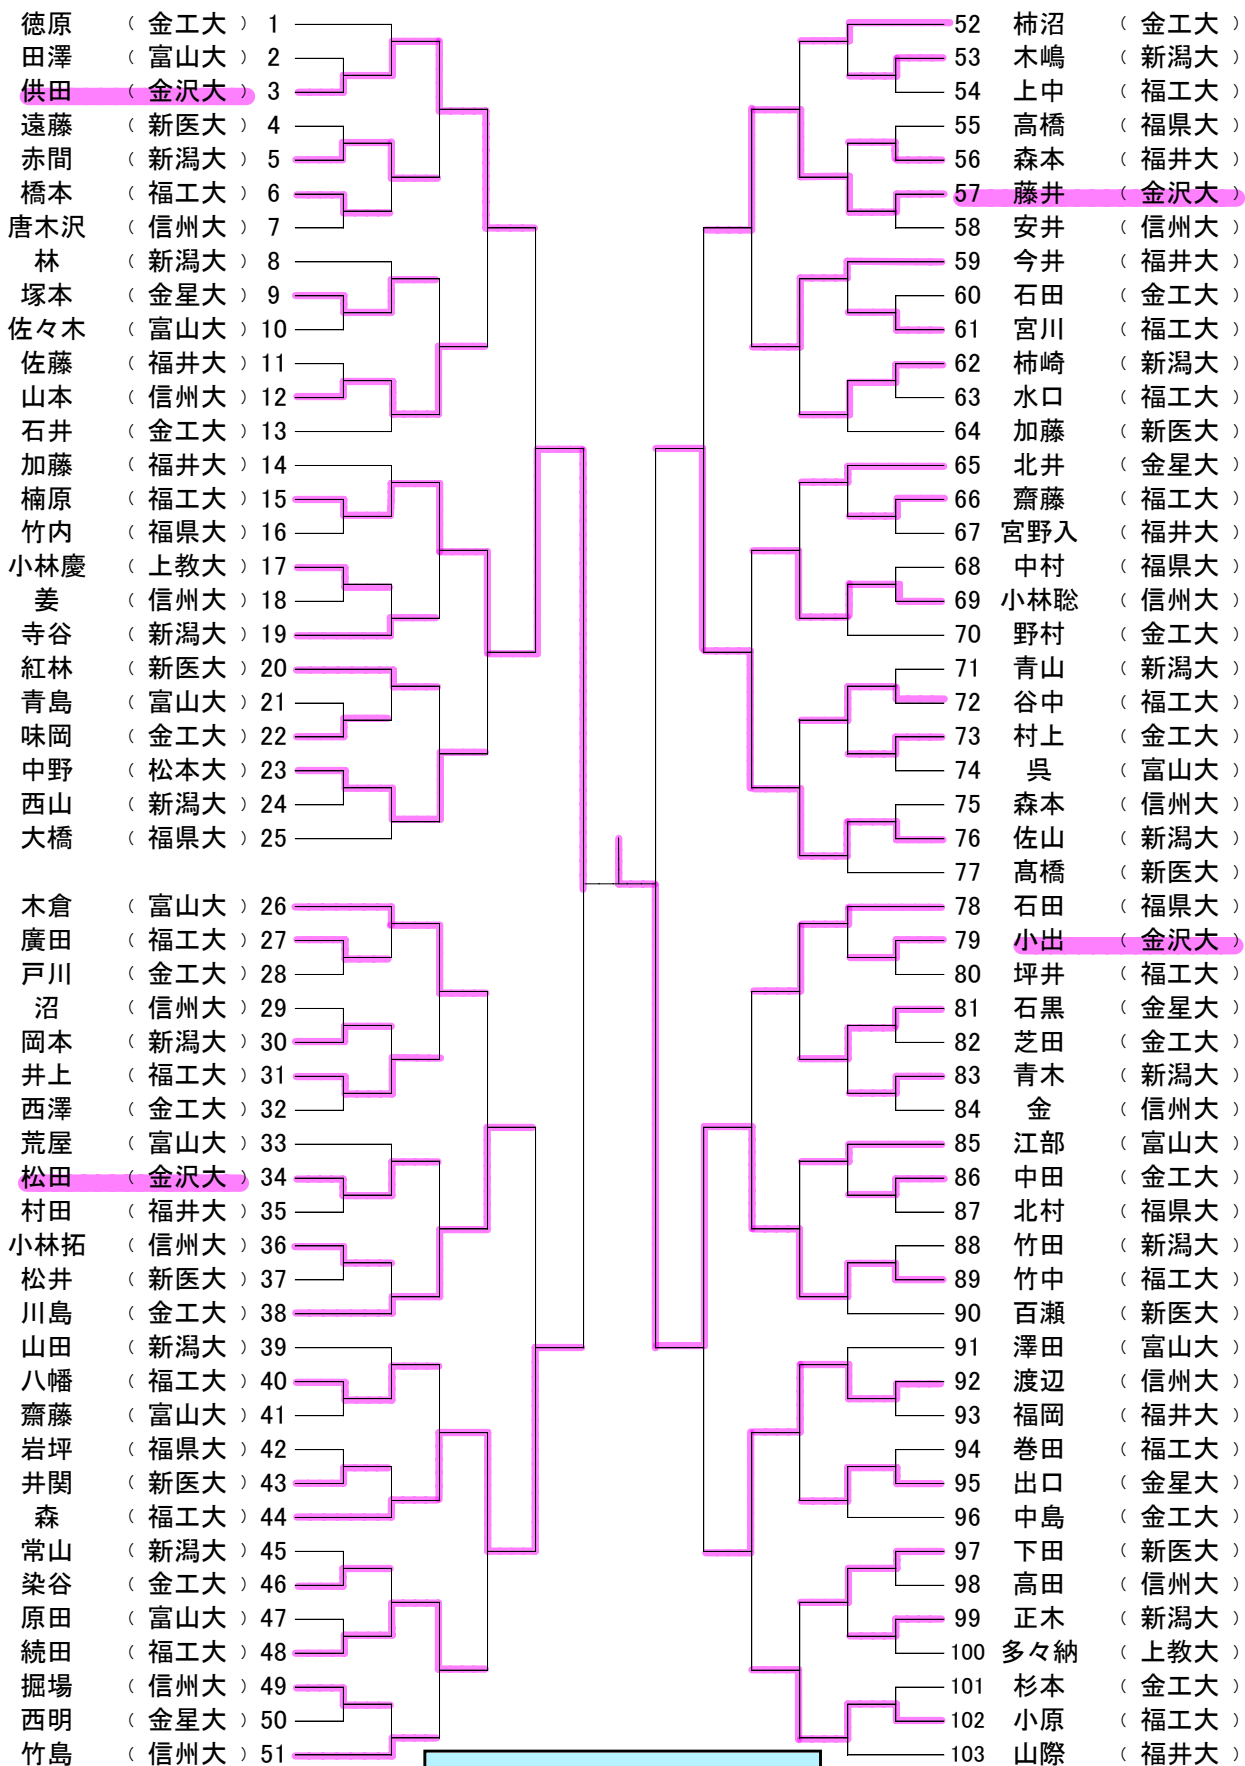 徳原 （ 金工大 ） 1
田澤 （ 富山大 ） 2
供田 （ 金沢大 ） 3
遠藤 （ 新医大 ） 4
赤間 （ 新潟大 ） 5
橋本 （ 福工大 ） 6
唐木沢 （ 信州大 ） 7
林 （ 新潟大 ） 8
塚本 （ 金星大 ） 9
佐々木 （ 富山大 ） 10
佐藤 （ 福井大 ） 11
山本 （ 信州大 ） 12
石井 （ 金工大 ） 13
加藤 （ 福井大 ） 14
楠原 （ 福工大 ） 15
竹内 （ 福県大 ） 16
小林慶 （ 上教大 ） 17
姜 （ 信州大 ） 18
寺谷 （ 新潟大 ） 19
紅林 （ 新医大 ） 20
青島 （ 富山大 ） 21
味岡 （ 金工大 ） 22
中野 （ 松本大 ） 23
西山 （ 新潟大 ） 24
大橋 （ 福県大 ） 25
木倉 （ 富山大 ） 26
廣田 （ 福工大 ） 27
戸川 （ 金工大 ） 28
沼 （ 信州大 ） 29
岡本 （ 新潟大 ） 30
井上 （ 福工大 ） 31
西澤 （ 金工大 ） 32
荒屋 （ 富山大 ） 33
松田 （ 金沢大 ） 34
村田 （ 福井大 ） 35
小林拓 （ 信州大 ） 36
松井 （ 新医大 ） 37
川島 （ 金工大 ） 38
山田 （ 新潟大 ） 39
八幡 （ 福工大 ） 40
齋藤 （ 富山大 ） 41
岩坪 （ 福県大 ） 42
井関 （ 新医大 ） 43
森 （ 福工大 ） 44
常山 （ 新潟大 ） 45
染谷 （ 金工大 ） 46
原田 （ 富山大 ） 47
続田 （ 福工大 ） 48
掘場 （ 信州大 ） 49
西明 （ 金星大 ） 50
竹島 （ 信州大 ） 51
52 柿沼 （ 金工大 ）
53 木嶋 （ 新潟大 ）
54 上中 （ 福工大 ）
55 高橋 （ 福県大 ）
56 森本 （ 福井大 ）
57 藤井 （ 金沢大 ）
58 安井 （ 信州大 ）
59 今井 （ 福井大 ）
60 石田 （ 金工大 ）
61 宮川 （ 福工大 ）
62 柿崎 （ 新潟大 ）
63 水口 （ 福工大 ）
64 加藤 （ 新医大 ）
65 北井 （ 金星大 ）
66 齋藤 （ 福工大 ）
67 宮野入 （ 福井大 ）
68 中村 （ 福県大 ）
69 小林聡 （ 信州大 ）
70 野村 （ 金工大 ）
71 青山 （ 新潟大 ）
72 谷中 （ 福工大 ）
73 村上 （ 金工大 ）
74 呉 （ 富山大 ）
75 森本 （ 信州大 ）
76 佐山 （ 新潟大 ）
77 髙橋 （ 新医大 ）
78 石田 （ 福県大 ）
79 小出 （ 金沢大 ）
80 坪井 （ 福工大 ）
81 石黒 （ 金星大 ）
82 芝田 （ 金工大 ）
83 青木 （ 新潟大 ）
84 金 （ 信州大 ）
85 江部 （ 富山大 ）
86 中田 （ 金工大 ）
87 北村 （ 福県大 ）
88 竹田 （ 新潟大 ）
89 竹中 （ 福工大 ）
90 百瀬 （ 新医大 ）
91 澤田 （ 富山大 ）
92 渡辺 （ 信州大 ）
93 福岡 （ 福井大 ）
94 巻田 （ 福工大 ）
95 出口 （ 金星大 ）
96 中島 （ 金工大 ）
97 下田 （ 新医大 ）
98 高田 （ 信州大 ）
99 正木 （ 新潟大 ）
100 多々納 （ 上教大 ）
101 杉本 （ 金工大 ）
102 小原 （ 福工大 ）
103 山際 （ 福井大 ）